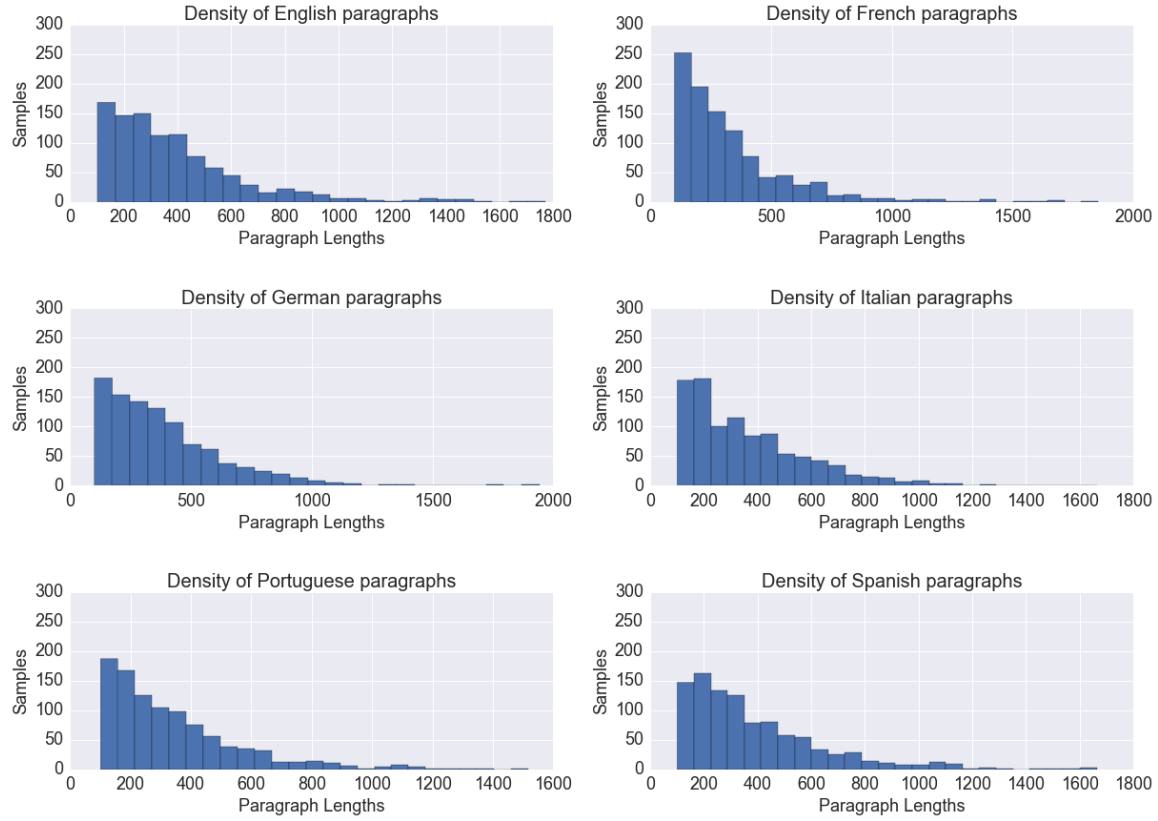 Density of English paragraphs
300
250
200
150
100
50
0
Samples
0 200 400 600 800 1000 1200 1400 1600 1800
Paragraph Lengths
Density of French paragraphs
300
250
200
150
100
50
0
Samples
0 500 1000 1500 2000
Paragraph Lengths
Density of German paragraphs
300
250
200
150
100
50
0
Samples
0 500 1000 1500 2000
Paragraph Lengths
Density of Italian paragraphs
300
250
200
150
100
50
0
Samples
0 200 400 600 800 1000 1200 1400 1600 1800
Paragraph Lengths
Density of Portuguese paragraphs
300
250
200
150
100
50
0
Samples
0 200 400 600 800 1000 1200 1400 1600
Paragraph Lengths
Density of Spanish paragraphs
300
250
200
150
100
50
0
Samples
0 200 400 600 800 1000 1200 1400 1600 1800
Paragraph Lengths